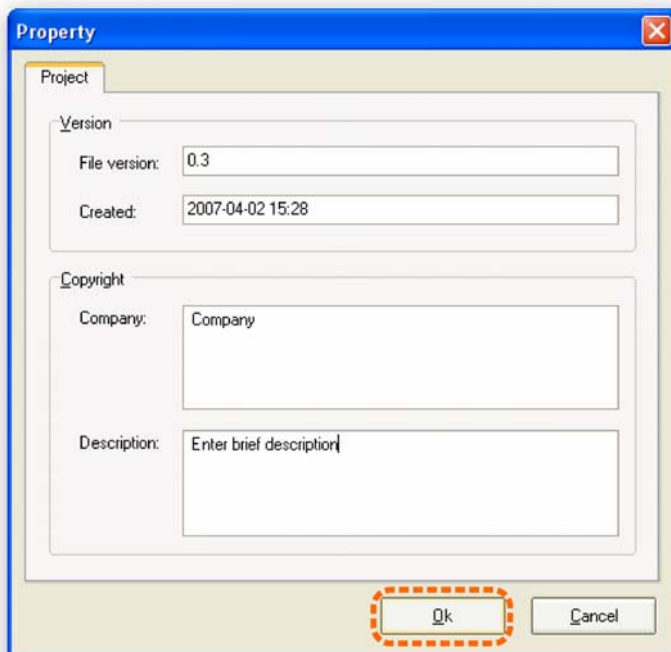 Property
Project
Version
File version: 0.3
Created: 2007-04-02 15:28
Copyright
Company: Company
Description: Enter brief description
Ok Cancel